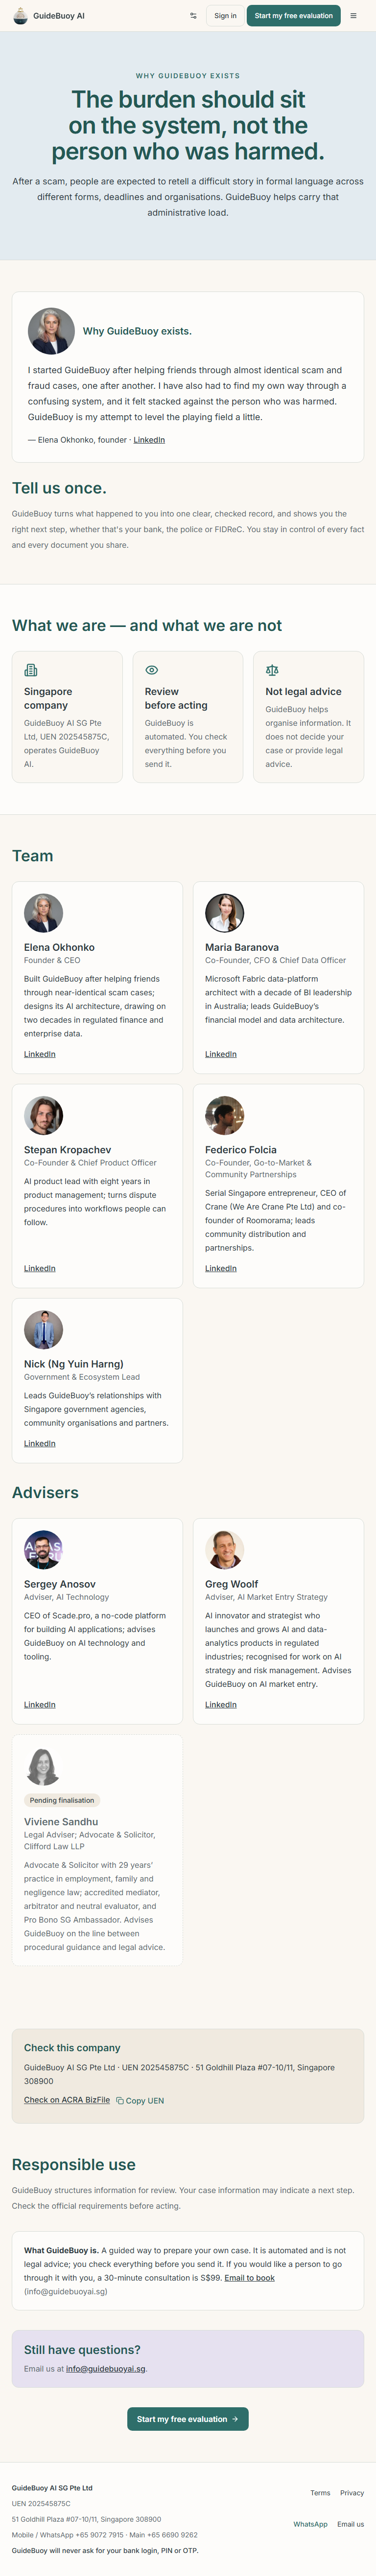 GuideBuoy AI
Sign in
Start my free evaluation
WHY GUIDEBUOY EXISTS
The burden should sit
on the system, not the
person who was harmed.
After a scam, people are expected to retell a difficult story in formal language across
different forms, deadlines and organisations. GuideBuoy helps carry that
administrative load.
Why GuideBuoy exists.
I started GuideBuoy after helping friends through almost identical scam and
fraud cases, one after another. I have also had to find my own way through a
confusing system, and it felt stacked against the person who was harmed.
GuideBuoy is my attempt to level the playing field a little.
— Elena Okhonko, founder · LinkedIn
Tell us once.
GuideBuoy turns what happened to you into one clear, checked record, and shows you the
right next step, whether that's your bank, the police or FIDReC. You stay in control of every fact
and every document you share.
What we are — and what we are not
Singapore
company
GuideBuoy AI SG Pte
Ltd, UEN 202545875C,
operates GuideBuoy
AI.
Review
before acting
GuideBuoy is
automated. You check
everything before you
send it.
Not legal advice
GuideBuoy helps
organise information. It
does not decide your
case or provide legal
advice.
Team
Elena Okhonko
Founder & CEO
Built GuideBuoy after helping friends
through near-identical scam cases;
designs its AI architecture, drawing on
two decades in regulated finance and
enterprise data.
LinkedIn
Maria Baranova
Co-Founder, CFO & Chief Data Officer
Microsoft Fabric data-platform
architect with a decade of BI leadership
in Australia; leads GuideBuoy's
financial model and data architecture.
LinkedIn
Stepan Kropachev
Co-Founder & Chief Product Officer
AI product lead with eight years in
product management; turns dispute
procedures into workflows people can
follow.
LinkedIn
Federico Folcia
Co-Founder, Go-to-Market &
Community Partnerships
Serial Singapore entrepreneur, CEO of
Crane (We Are Crane Pte Ltd) and co-
founder of Roomorama; leads
community distribution and
partnerships.
LinkedIn
Nick (Ng Yuin Harng)
Government & Ecosystem Lead
Leads GuideBuoy's relationships with
Singapore government agencies,
community organisations and partners.
LinkedIn
Advisers
Sergey Anosov
Adviser, AI Technology
CEO of Scade.pro, a no-code platform
for building AI applications; advises
GuideBuoy on AI technology and
tooling.
LinkedIn
Greg Woolf
Adviser, AI Market Entry Strategy
AI innovator and strategist who
launches and grows AI and data-
analytics products in regulated
industries; recognised for work on AI
strategy and risk management. Advises
GuideBuoy on AI market entry.
LinkedIn
Pending finalisation
Viviene Sandhu
Legal Adviser; Advocate & Solicitor,
Clifford Law LLP
Advocate & Solicitor with 29 years'
practice in employment, family and
negligence law; accredited mediator,
arbitrator and neutral evaluator, and
Pro Bono SG Ambassador. Advises
GuideBuoy on the line between
procedural guidance and legal advice.
Check this company
GuideBuoy AI SG Pte Ltd · UEN 202545875C · 51 Goldhill Plaza #07-10/11, Singapore
308900
Check on ACRA BizFile
Copy UEN
Responsible use
GuideBuoy structures information for review. Your case information may indicate a next step.
Check the official requirements before acting.
What GuideBuoy is. A guided way to prepare your own case. It is automated and is not
legal advice; you check everything before you send it. If you would like a person to go
through it with you, a 30-minute consultation is S$99. Email to book
(info@guidebuoyai.sg)
Still have questions?
Email us at info@guidebuoyai.sg.
Start my free evaluation →
GuideBuoy AI SG Pte Ltd
UEN 202545875C
51 Goldhill Plaza #07-10/11, Singapore 308900
Mobile / WhatsApp +65 9072 7915 · Main +65 6690 9262
GuideBuoy will never ask for your bank login, PIN or OTP.
Terms
Privacy
WhatsApp
Email us